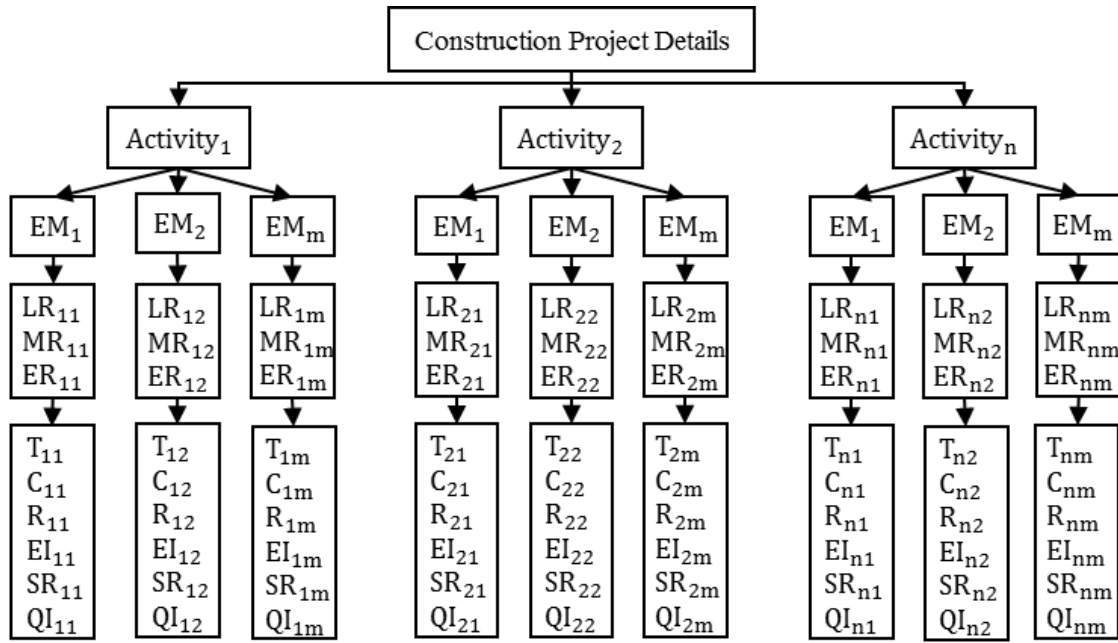 Construction Project Details
Activity₁ Activity₂ Activityₙ
EM₁ EM₂ EMₘ EM₁ EM₂ EMₘ EM₁ EM₂ EMₘ
LR₁₁ LR₁₂ LR₁ₘ LR₂₁ LR₂₂ LR₂ₘ LRₙ₁ LRₙ₂ LRₙₘ
MR₁₁ MR₁₂ MR₁ₘ MR₂₁ MR₂₂ MR₂ₘ MRₙ₁ MRₙ₂ MRₙₘ
ER₁₁ ER₁₂ ER₁ₘ ER₂₁ ER₂₂ ER₂ₘ ERₙ₁ ERₙ₂ ERₙₘ
T₁₁ T₁₂ T₁ₘ T₂₁ T₂₂ T₂ₘ Tₙ₁ Tₙ₂ Tₙₘ
C₁₁ C₁₂ C₁ₘ C₂₁ C₂₂ C₂ₘ Cₙ₁ Cₙ₂ Cₙₘ
R₁₁ R₁₂ R₁ₘ R₂₁ R₂₂ R₂ₘ Rₙ₁ Rₙ₂ Rₙₘ
EI₁₁ EI₁₂ EI₁ₘ EI₂₁ EI₂₂ EI₂ₘ EIₙ₁ EIₙ₂ EIₙₘ
SR₁₁ SR₁₂ SR₁ₘ SR₂₁ SR₂₂ SR₂ₘ SRₙ₁ SRₙ₂ SRₙₘ
QI₁₁ QI₁₂ QI₁ₘ QI₂₁ QI₂₂ QI₂ₘ QIₙ₁ QIₙ₂ QIₙₘ